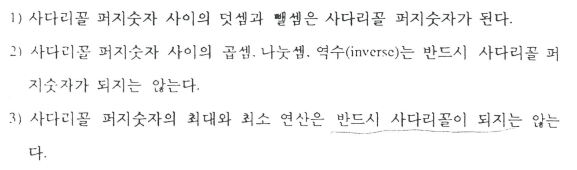 1) 사다리꼴 퍼지숫자 사이의 덧셈과 뺄셈은 사다리꼴 퍼지숫자가 된다.
2) 사다리꼴 퍼지숫자 사이의 곱셈, 나눗셈, 역수(inverse)는 반드시 사다리꼴 퍼
지숫자가 되지는 않는다.
3) 사다리꼴 퍼지숫자의 최대와 최소 연산은 반드시 사다리꼴이 되지는 않는
다.